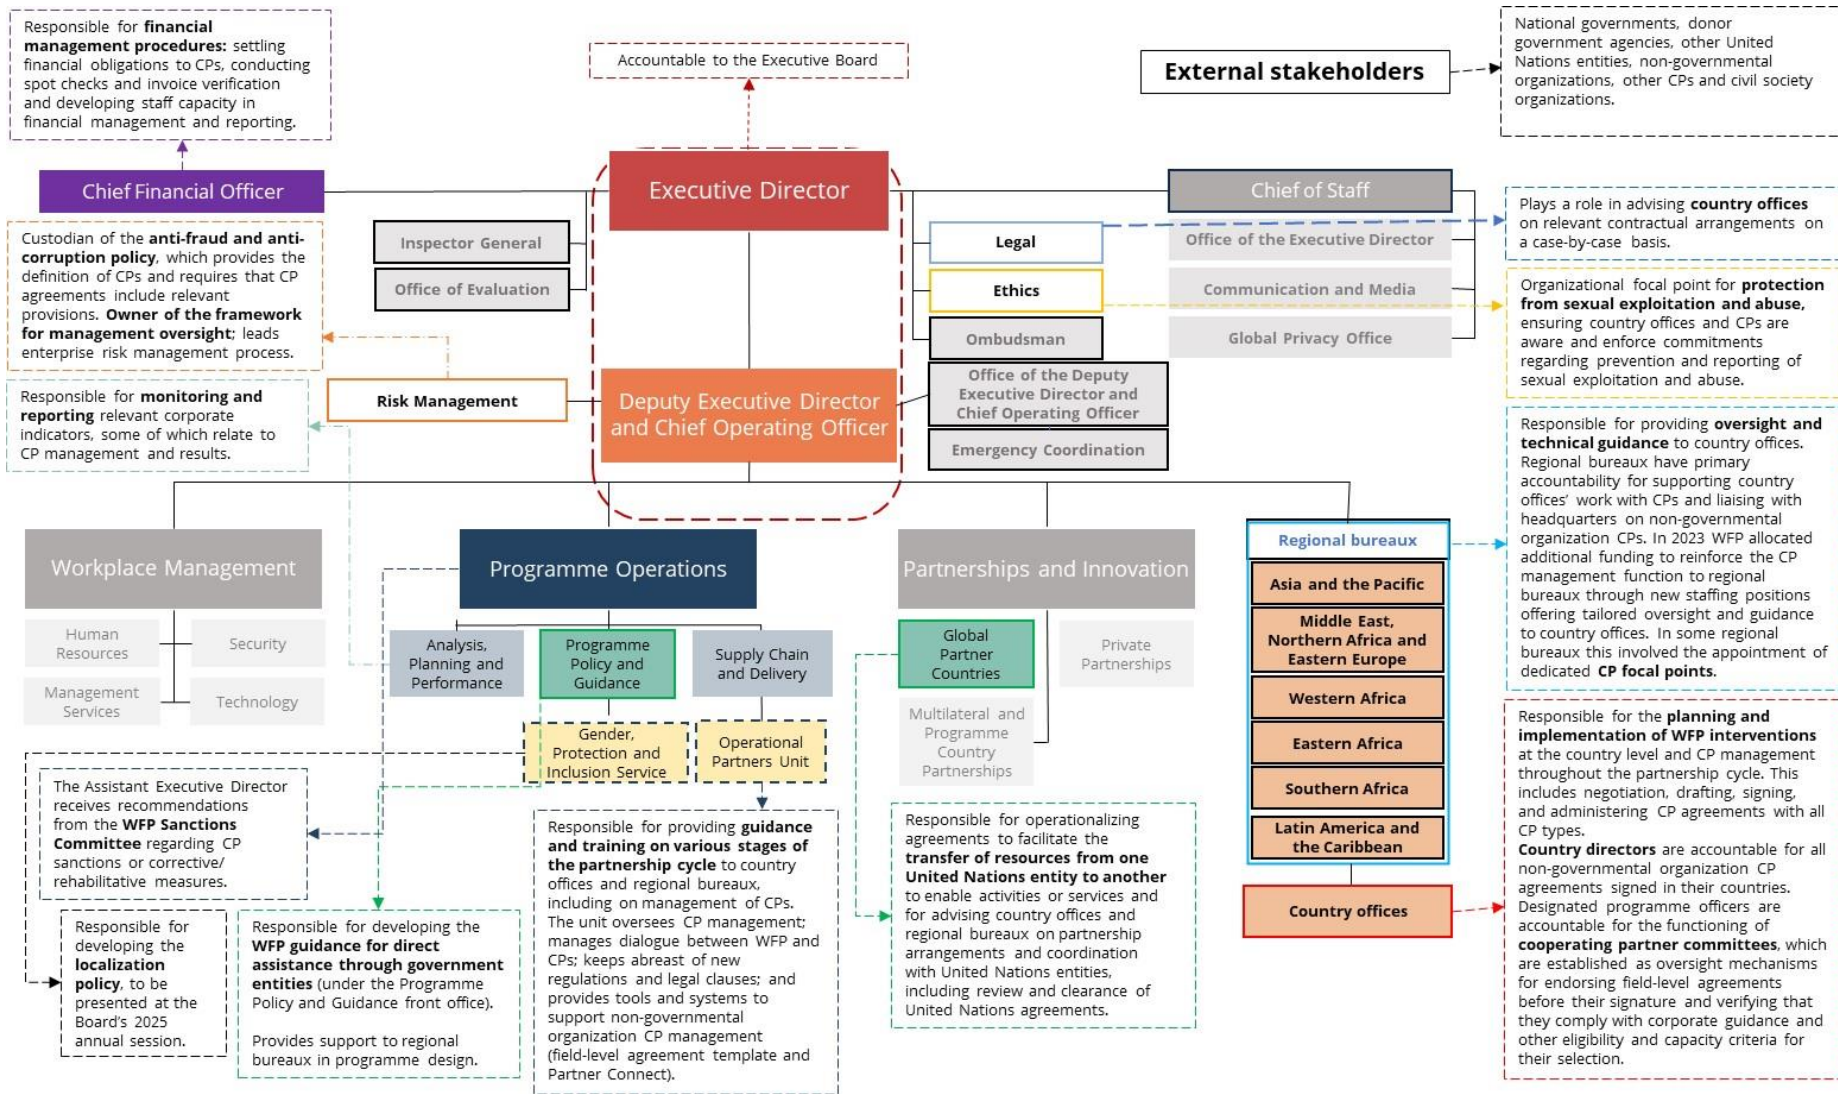 Responsible for financial
management procedures: settling
financial obligations to CPs, conducting
spot checks and invoice verification
and developing staff capacity in
financial management and reporting.
Accountable to the Executive Board
External stakeholders
National governments, donor
government agencies, other United
Nations entities, non-governmental
organizations, other CPs and civil society
organizations.
Chief Financial Officer
Executive Director
Chief of Staff
Inspector General
Office of Evaluation
Legal
Ethics
Ombudsman
Office of the Executive Director
Communication and Media
Global Privacy Office
Plays a role in advising country offices
on relevant contractual arrangements on
a case-by-case basis.
Custodian of the anti-fraud and anti-
corruption policy, which provides the
definition of CPs and requires that CP
agreements include relevant
provisions. Owner of the framework
for management oversight; leads
enterprise risk management process.
Organizational focal point for protection
from sexual exploitation and abuse,
ensuring country offices and CPs are
aware and enforce commitments
regarding prevention and reporting of
sexual exploitation and abuse.
Risk Management
Deputy Executive Director
and Chief Operating Officer
Office of the Deputy
Executive Director and
Chief Operating Officer
Emergency Coordination
Responsible for monitoring and
reporting relevant corporate
indicators, some of which relate to
CP management and results.
Responsible for providing oversight and
technical guidance to country offices.
Regional bureaux have primary
accountability for supporting country
offices' work with CPs and liaising with
headquarters on non-governmental
organization CPs. In 2023 WFP allocated
additional funding to reinforce the CP
management function to regional
bureaux through new staffing positions
offering tailored oversight and guidance
to country offices. In some regional
bureaux this involved the appointment of
dedicated CP focal points.
Workplace Management
Programme Operations
Partnerships and Innovation
Regional bureaux
Asia and the Pacific
Middle East,
Northern Africa and
Eastern Europe
Western Africa
Eastern Africa
Southern Africa
Latin America and
the Caribbean
Country offices
Human
Resources
Security
Management
Services
Technology
Analysis,
Planning and
Performance
Programme
Policy and
Guidance
Supply Chain
and Delivery
Gender,
Protection and
Inclusion Service
Operational
Partners Unit
Global
Partner
Countries
Private
Partnerships
Multilateral and
Programme
Country
Partnerships
The Assistant Executive Director
receives recommendations
from the WFP Sanctions
Committee regarding CP
sanctions or corrective/
rehabilitative measures.
Responsible for
developing the
localization
policy, to be
presented at the
Board's 2025
annual session.
Responsible for developing the
WFP guidance for direct
assistance through government
entities (under the Programme
Policy and Guidance front office).
Provides support to regional
bureaux in programme design.
Responsible for providing guidance
and training on various stages of
the partnership cycle to country
offices and regional bureaux,
including on management of CPs.
The unit oversees CP management;
manages dialogue between WFP and
CPs; keeps abreast of new
regulations and legal clauses; and
provides tools and systems to
support non-governmental
organization CP management
(field-level agreement template and
Partner Connect).
Responsible for operationalizing
agreements to facilitate the
transfer of resources from one
United Nations entity to another
to enable activities or services and
for advising country offices and
regional bureaux on partnership
arrangements and coordination
with United Nations entities,
including review and clearance of
United Nations agreements.
Responsible for the planning and
implementation of WFP interventions
at the country level and CP management
throughout the partnership cycle. This
includes negotiation, drafting, signing,
and administering CP agreements with all
CP types.
Country directors are accountable for all
non-governmental organization CP
agreements signed in their countries.
Designated programme officers are
accountable for the functioning of
cooperating partner committees, which
are established as oversight mechanisms
for endorsing field-level agreements
before their signature and verifying that
they comply with corporate guidance and
other eligibility and capacity criteria for
their selection.